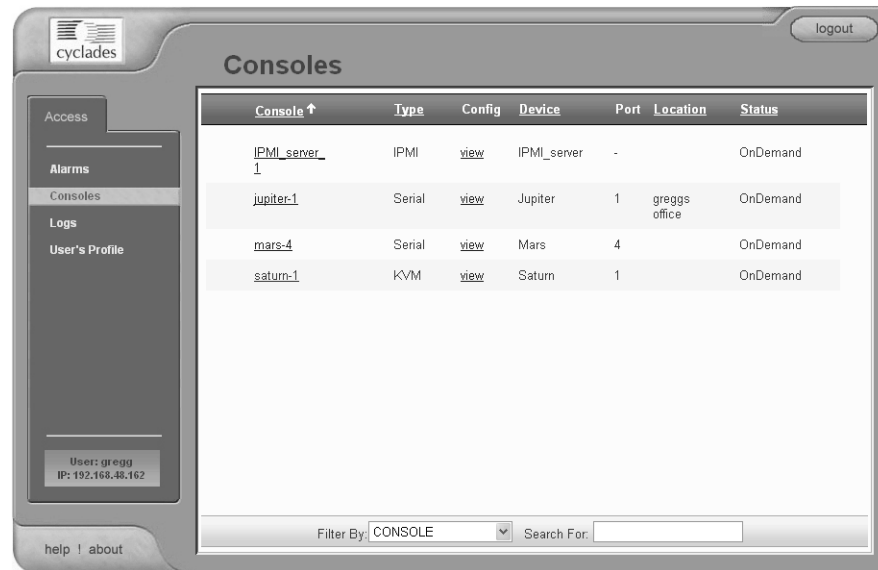 cyclades
logout
Consoles
Access
Alarms
Consoles
Logs
User's Profile
User: gregg
IP: 192.168.48.162
help ! about
Console ↑ Type Config Device Port Location Status
IPMI_server_
1 IPMI view IPMI_server - OnDemand
jupiter-1 Serial view Jupiter 1 greggs
office OnDemand
mars-4 Serial view Mars 4 OnDemand
saturn-1 KVM view Saturn 1 OnDemand
Filter By: CONSOLE Search For: